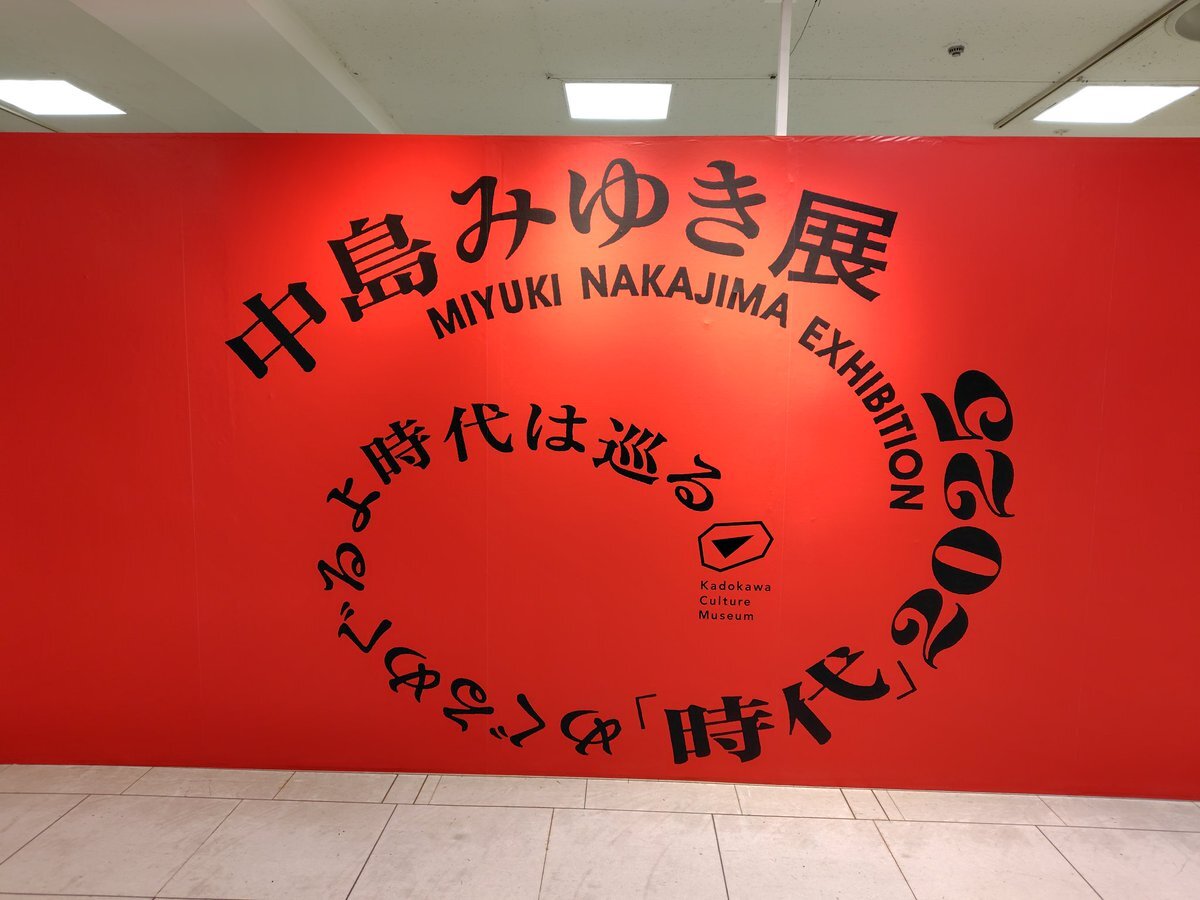 中島みゆき展
MIYUKI NAKAJIMA EXHIBITION
「時代」2025
めぐるめぐるよ時代は巡る
Kadokawa
Culture
Museum